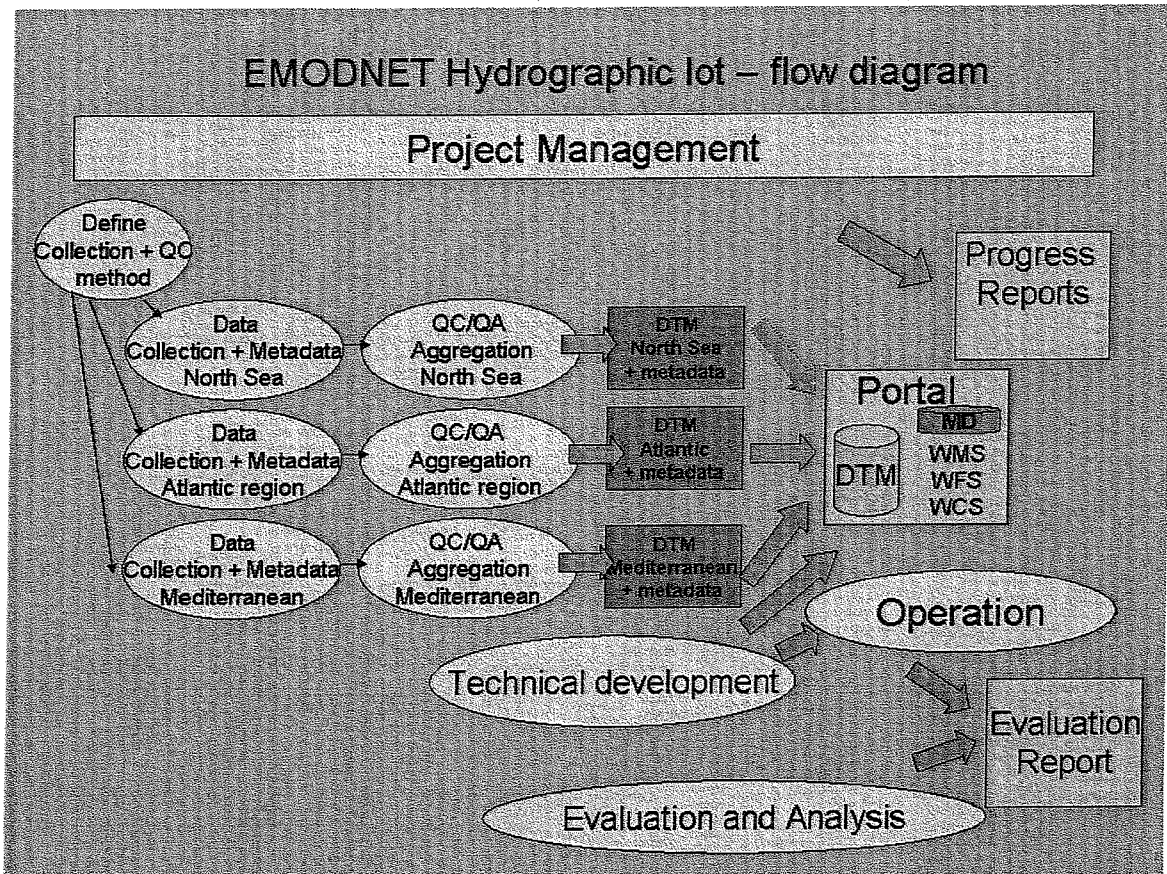 EMODNET Hydrographic lot – flow diagram
Project Management
Define
Collection + QC
method
Progress
Reports
Data
Collection + Metadata
North Sea
QC/QA
Aggregation
North Sea
DTM
North Sea
+ metadata
Data
Collection + Metadata
Atlantic region
QC/QA
Aggregation
Atlantic region
DTM
Atlantic
+ metadata
Portal
MD
DTM
WMS
WFS
WCS
Data
Collection + Metadata
Mediterranean
QC/QA
Aggregation
Mediterranean
DTM
Mediterranean
+ metadata
Operation
Technical development
Evaluation
Report
Evaluation and Analysis